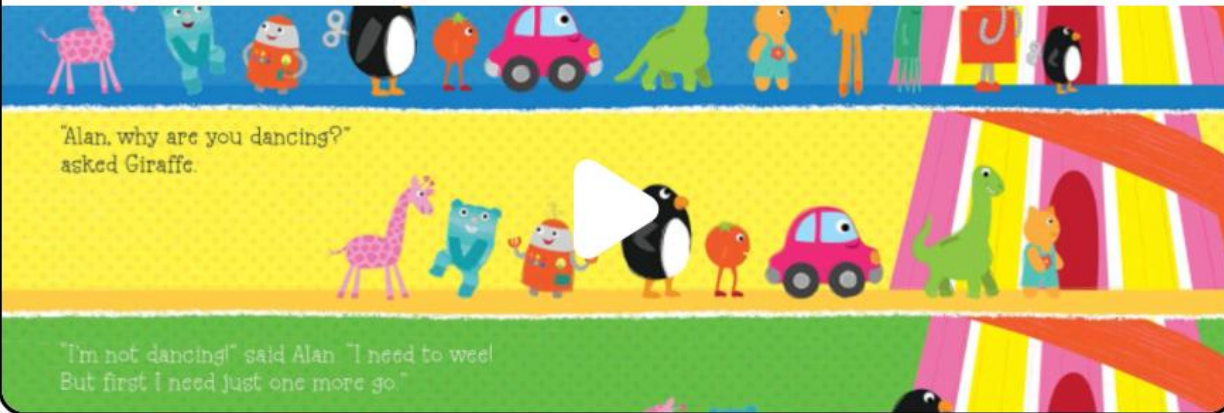 "Alan, why are you dancing?"
asked Giraffe.
"I'm not dancing!" said Alan "I need to wee!
But first I need just one more go."